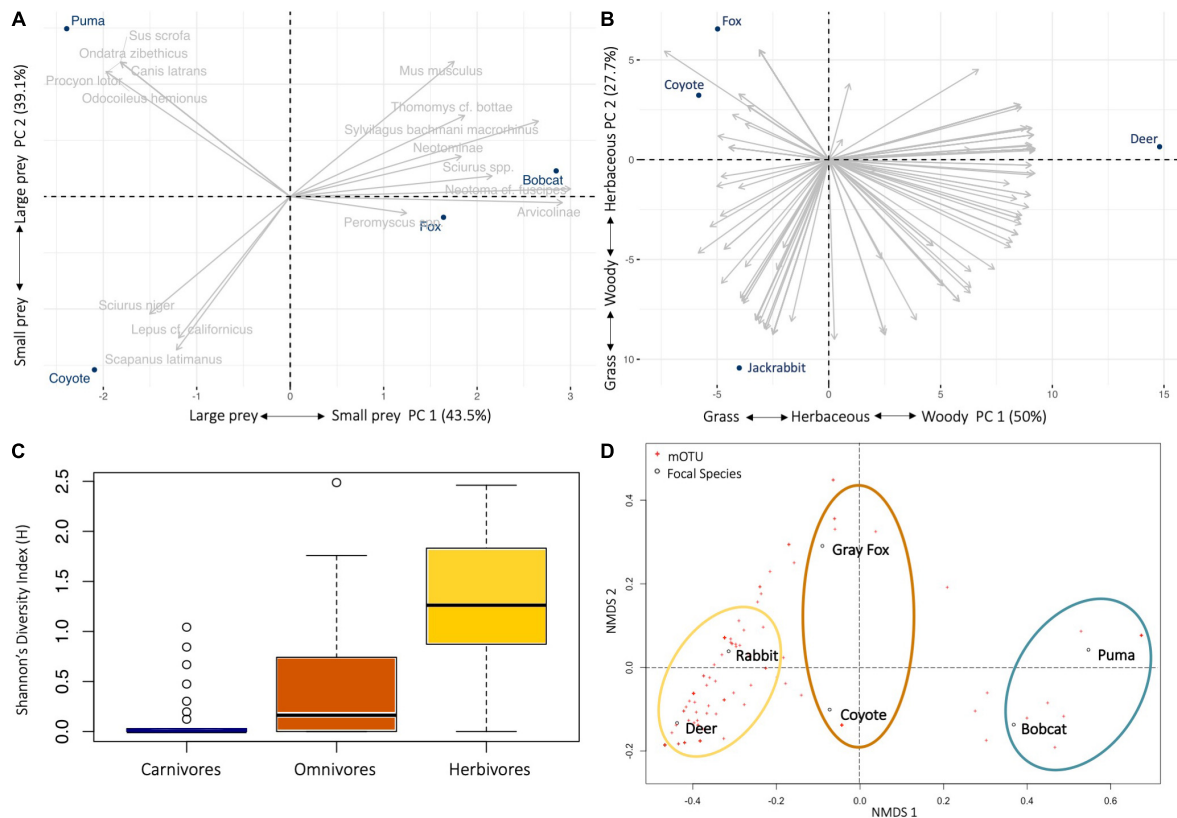 A
Puma
Sus scrofa
Ondatra zibethicus
Canis latrans
Procyon lotor
Odocoileus hemionus
Mus musculus
Thomomys cf. bottae
Sylvilagus bachmani macrorhinus
Neotominae
Sciurus spp.
Bobcat
Neotoma cf. fuscipes
Arvicolinae
Peromyscus spp.
Fox
Sciurus niger
Lepus cf. californicus
Scapanus latimanus
Coyote
Small prey Large prey PC 2 (39.1%)
-2 -1 0 1 2 3
Large prey Small prey PC 1 (43.5%)
B
Fox
Coyote
Deer
Jackrabbit
Grass Woody Herbaceous PC 2 (27.7%)
5
0
-5
10
-5 0 5 10 15
Grass Herbaceous Woody PC 1 (50%)
C
Shannon's Diversity Index (H)
2.5
2.0
1.5
1.0
0.5
0.0
Carnivores Omnivores Herbivores
D
mOTU
Focal Species
Gray Fox
Rabbit
Puma
Coyote
Deer
Bobcat
NMDS 2
0.4
0.2
0.0
-0.2
-0.4 -0.2 0.0 0.2 0.4 0.6
NMDS 1